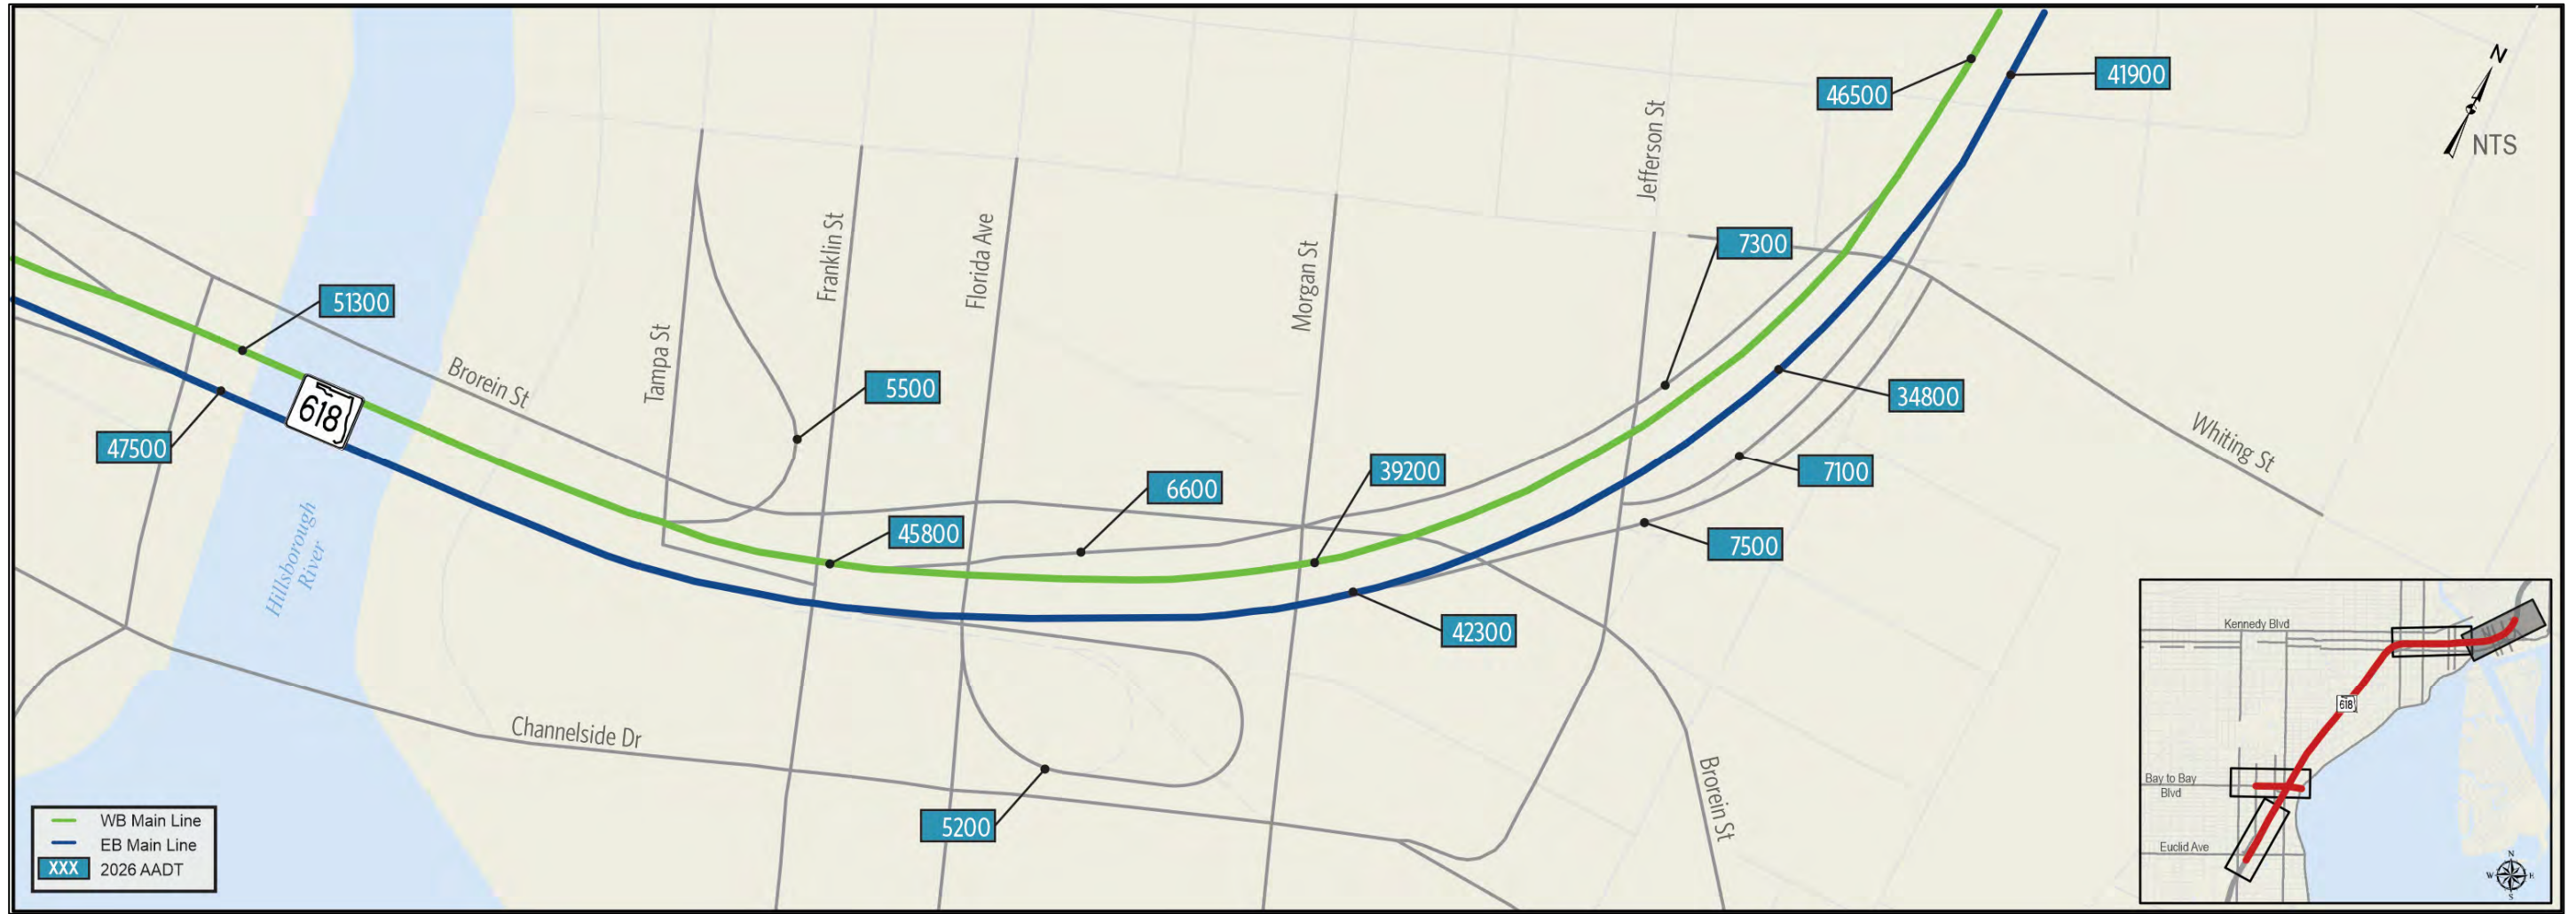 N
NTS
46500
41900
Jefferson St
7300
Franklin St
Florida Ave
Morgan St
51300
Tampa St
Brorein St
5500
34800
618
47500
Whiting St
39200
7100
6600
45800
7500
Hillsborough
River
42300
Channelside Dr
Brorein St
5200
WB Main Line
EB Main Line
XXX 2026 AADT
Kennedy Blvd
618
Bay to Bay
Blvd
Euclid Ave
N
W E
S